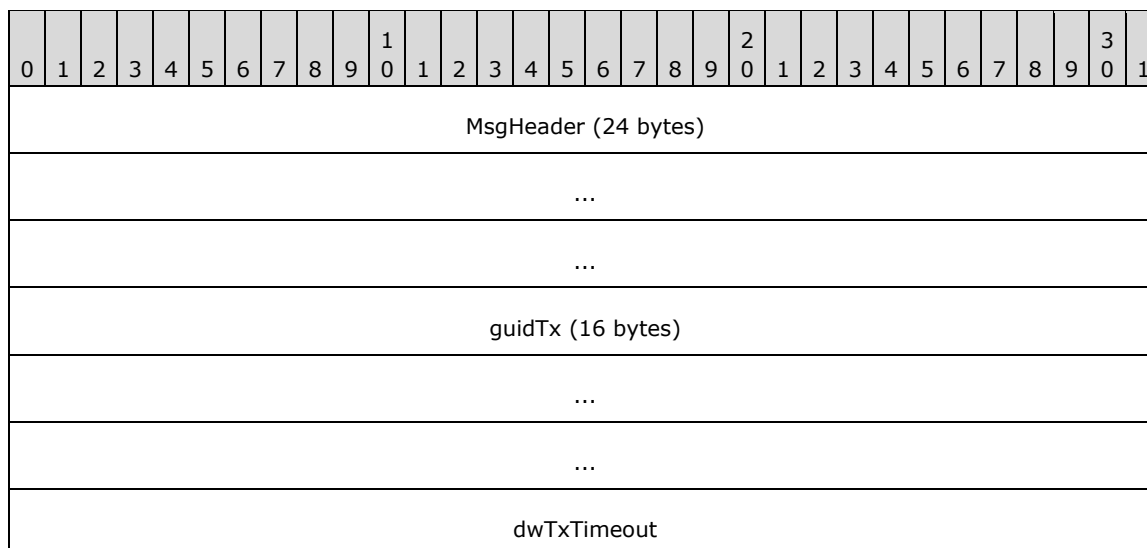 1 2 3
0 1 2 3 4 5 6 7 8 9 0 1 2 3 4 5 6 7 8 9 0 1 2 3 4 5 6 7 8 9 0 1
MsgHeader (24 bytes)
...
...
guidTx (16 bytes)
...
...
dwTxTimeout